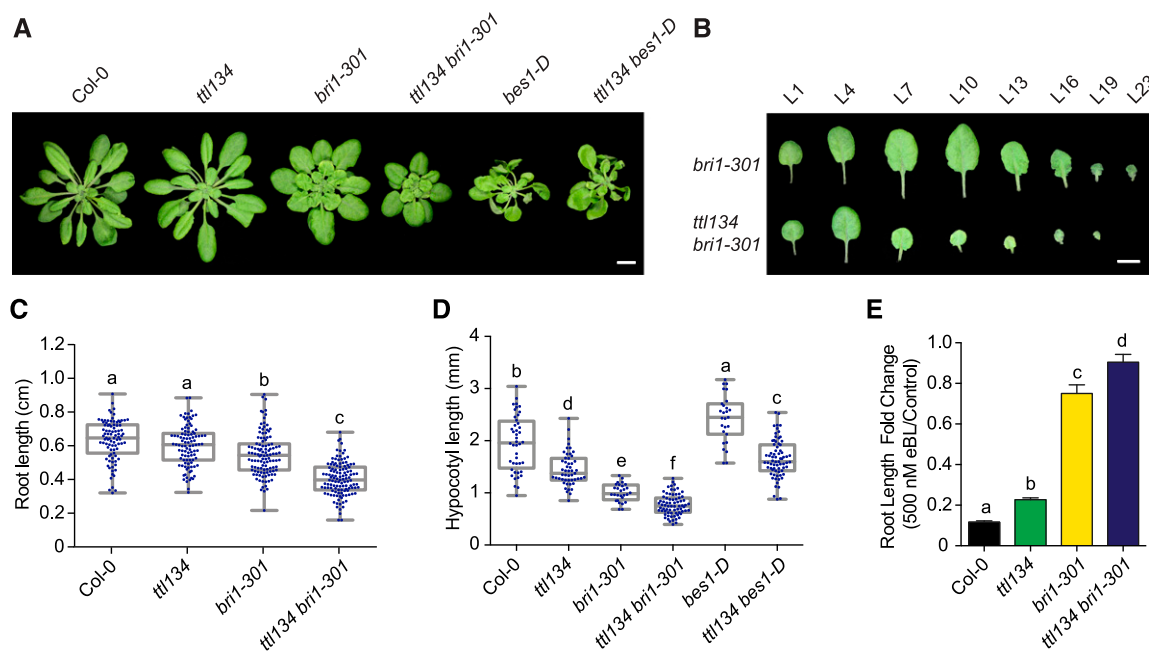 A
Col-0
ttl134
bri1-301
ttl134 bri1-301
bes1-D
ttl134 bes1-D
B
L1 L4 L7 L10 L13 L16 L19 L23
bri1-301
ttl134
bri1-301
C
Root length (cm)
1.2
1.0
0.8
0.6
0.4
0.2
0
a
a
b
c
Col-0
ttl134
bri1-301
ttl134 bri1-301
D
Hypocotyl length (mm)
4
3
2
1
0
b
d
e
f
a
c
Col-0
ttl134
bri1-301
ttl134 bri1-301
bes1-D
ttl134 bes1-D
E
Root Length Fold Change
(500 nM eBL/Control)
1.0
0.8
0.6
0.4
0.2
0
a
b
c
d
Col-0
ttl134
bri1-301
ttl134 bri1-301